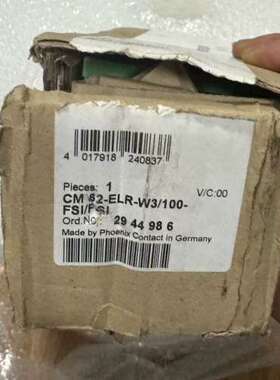 4 017918 240837
Pieces: 1 V/C:00
CM 62-ELR-W3/100-
FSI/FSI
Ord.No.: 29 44 98 6
Made by Phoenix Contact in Germany